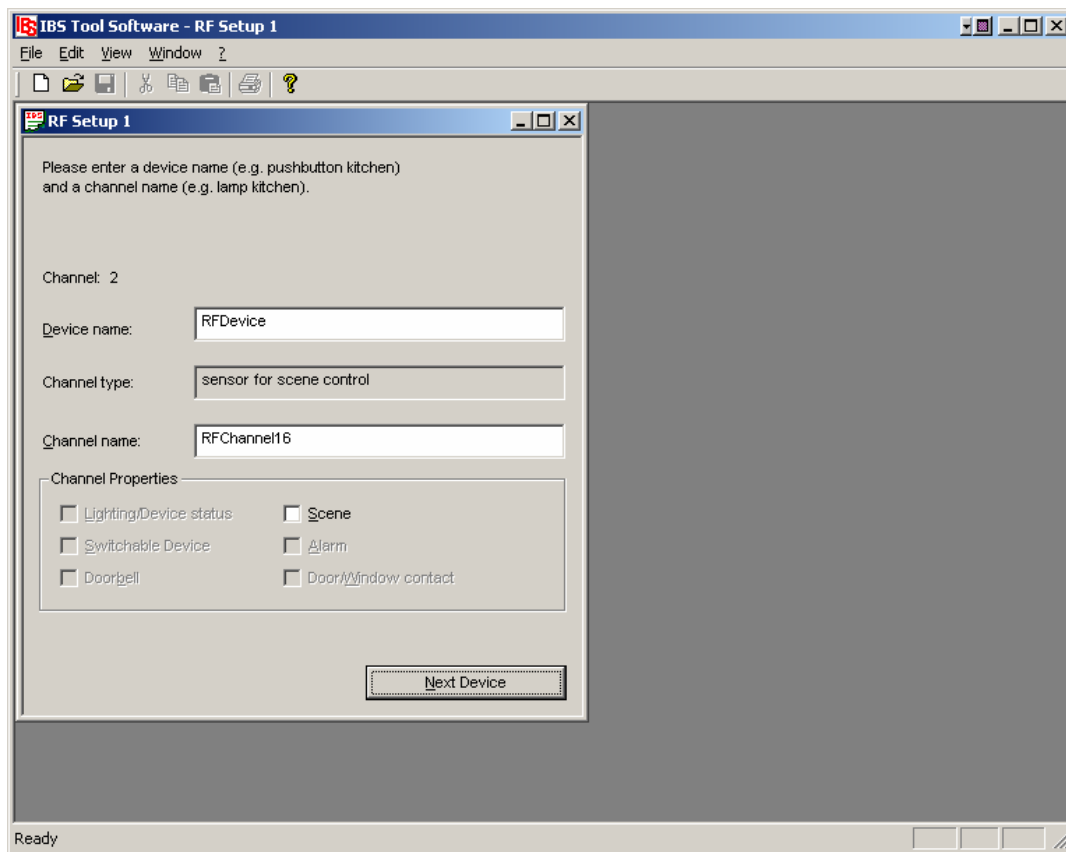 IBS IBS Tool Software - RF Setup 1
File Edit View Window ?
IBS RF Setup 1
Please enter a device name (e.g. pushbutton kitchen)
and a channel name (e.g. lamp kitchen).
Channel: 2
Device name: RFDevice
Channel type: sensor for scene control
Channel name: RFChannel16
Channel Properties
Lighting/Device status Scene
Switchable Device Alarm
Doorbell Door/Window contact
Next Device
Ready